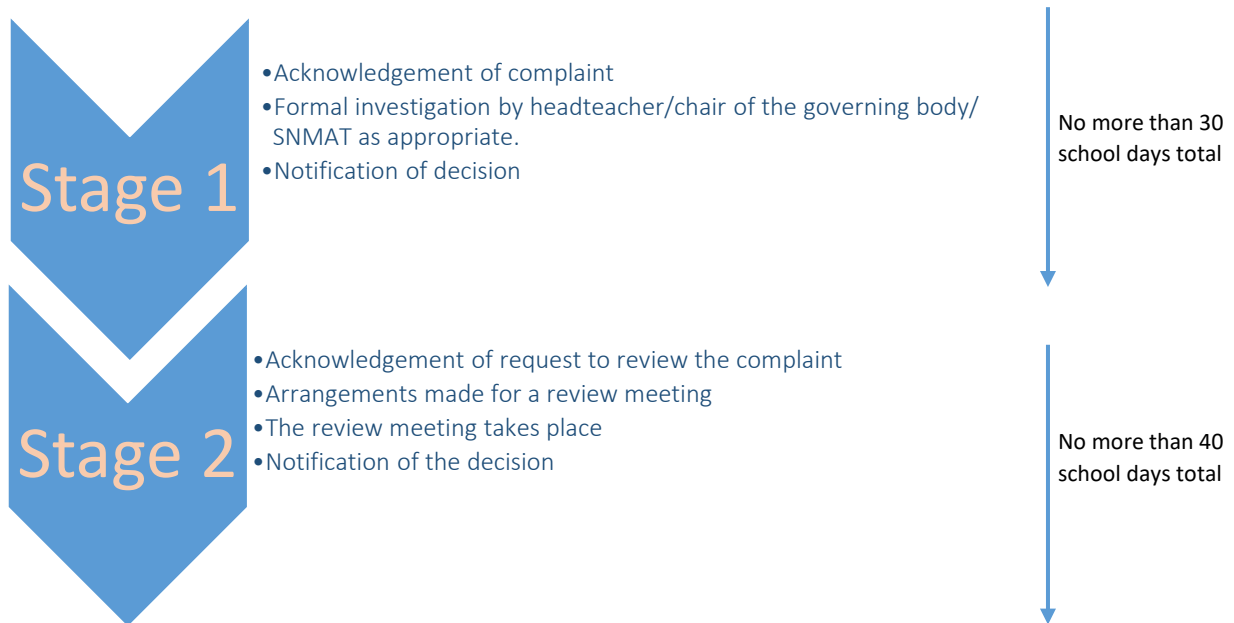 Stage 1
•Acknowledgement of complaint
•Formal investigation by headteacher/chair of the governing body/
SNMAT as appropriate.
•Notification of decision
No more than 30
school days total
Stage 2
•Acknowledgement of request to review the complaint
•Arrangements made for a review meeting
•The review meeting takes place
•Notification of the decision
No more than 40
school days total